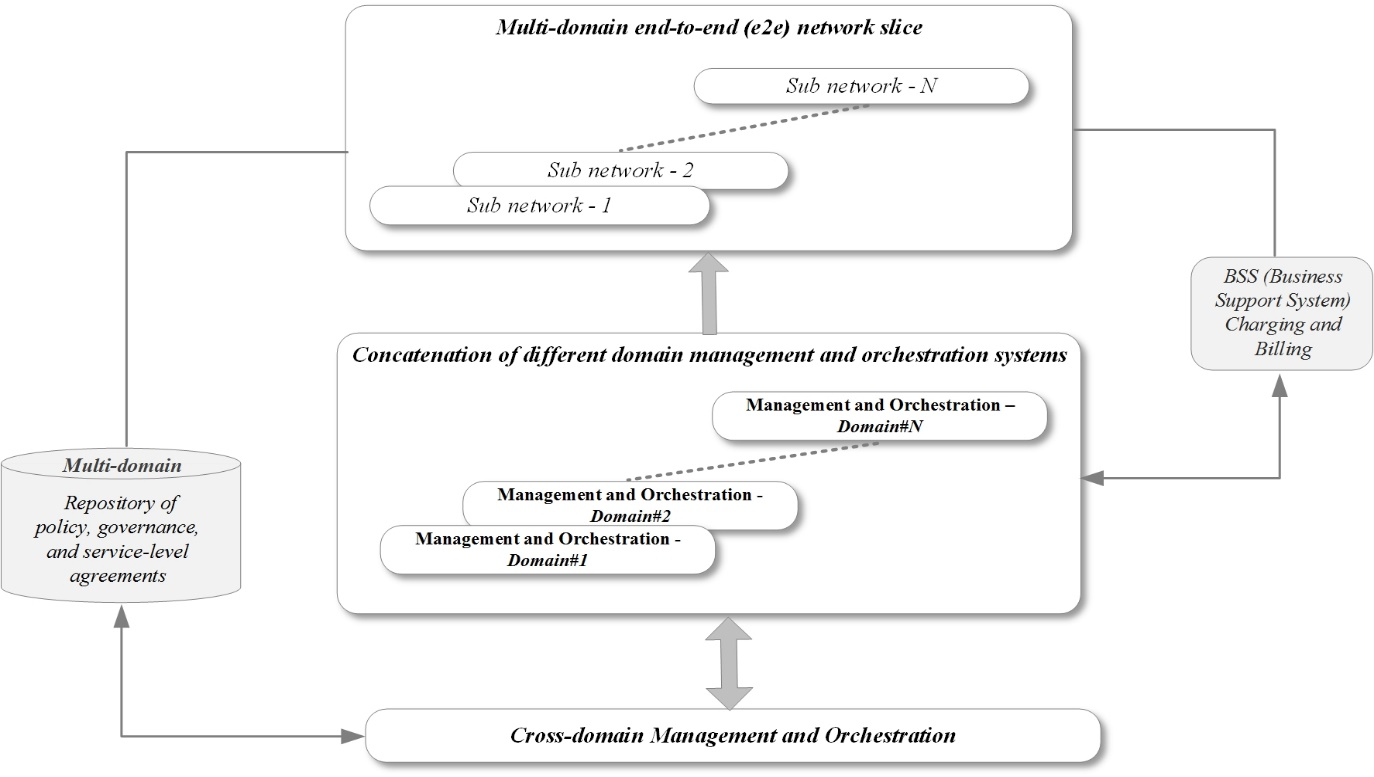 Multi-domain end-to-end (e2e) network slice
Sub network - N
Sub network - 2
Sub network - 1
BSS (Business
Support System)
Charging and
Billing
Concatenation of different domain management and orchestration systems
Management and Orchestration –
Domain#N
Management and Orchestration -
Domain#2
Management and Orchestration -
Domain#1
Multi-domain
Repository of
policy, governance,
and service-level
agreements
Cross-domain Management and Orchestration